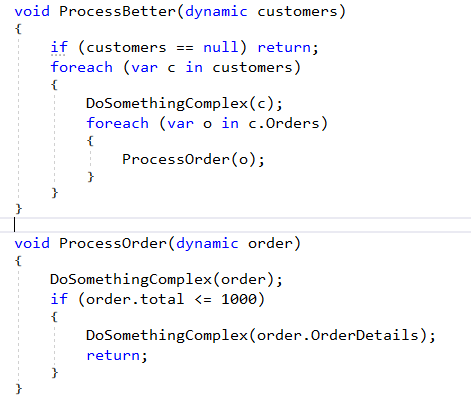 void ProcessBetter(dynamic customers)
{
    if (customers == null) return;
    foreach (var c in customers)
    {
        DoSomethingComplex(c);
        foreach (var o in c.Orders)
        {
            ProcessOrder(o);
        }
    }
}
void ProcessOrder(dynamic order)
{
    DoSomethingComplex(order);
    if (order.total <= 1000)
    {
        DoSomethingComplex(order.OrderDetails);
        return;
    }
}